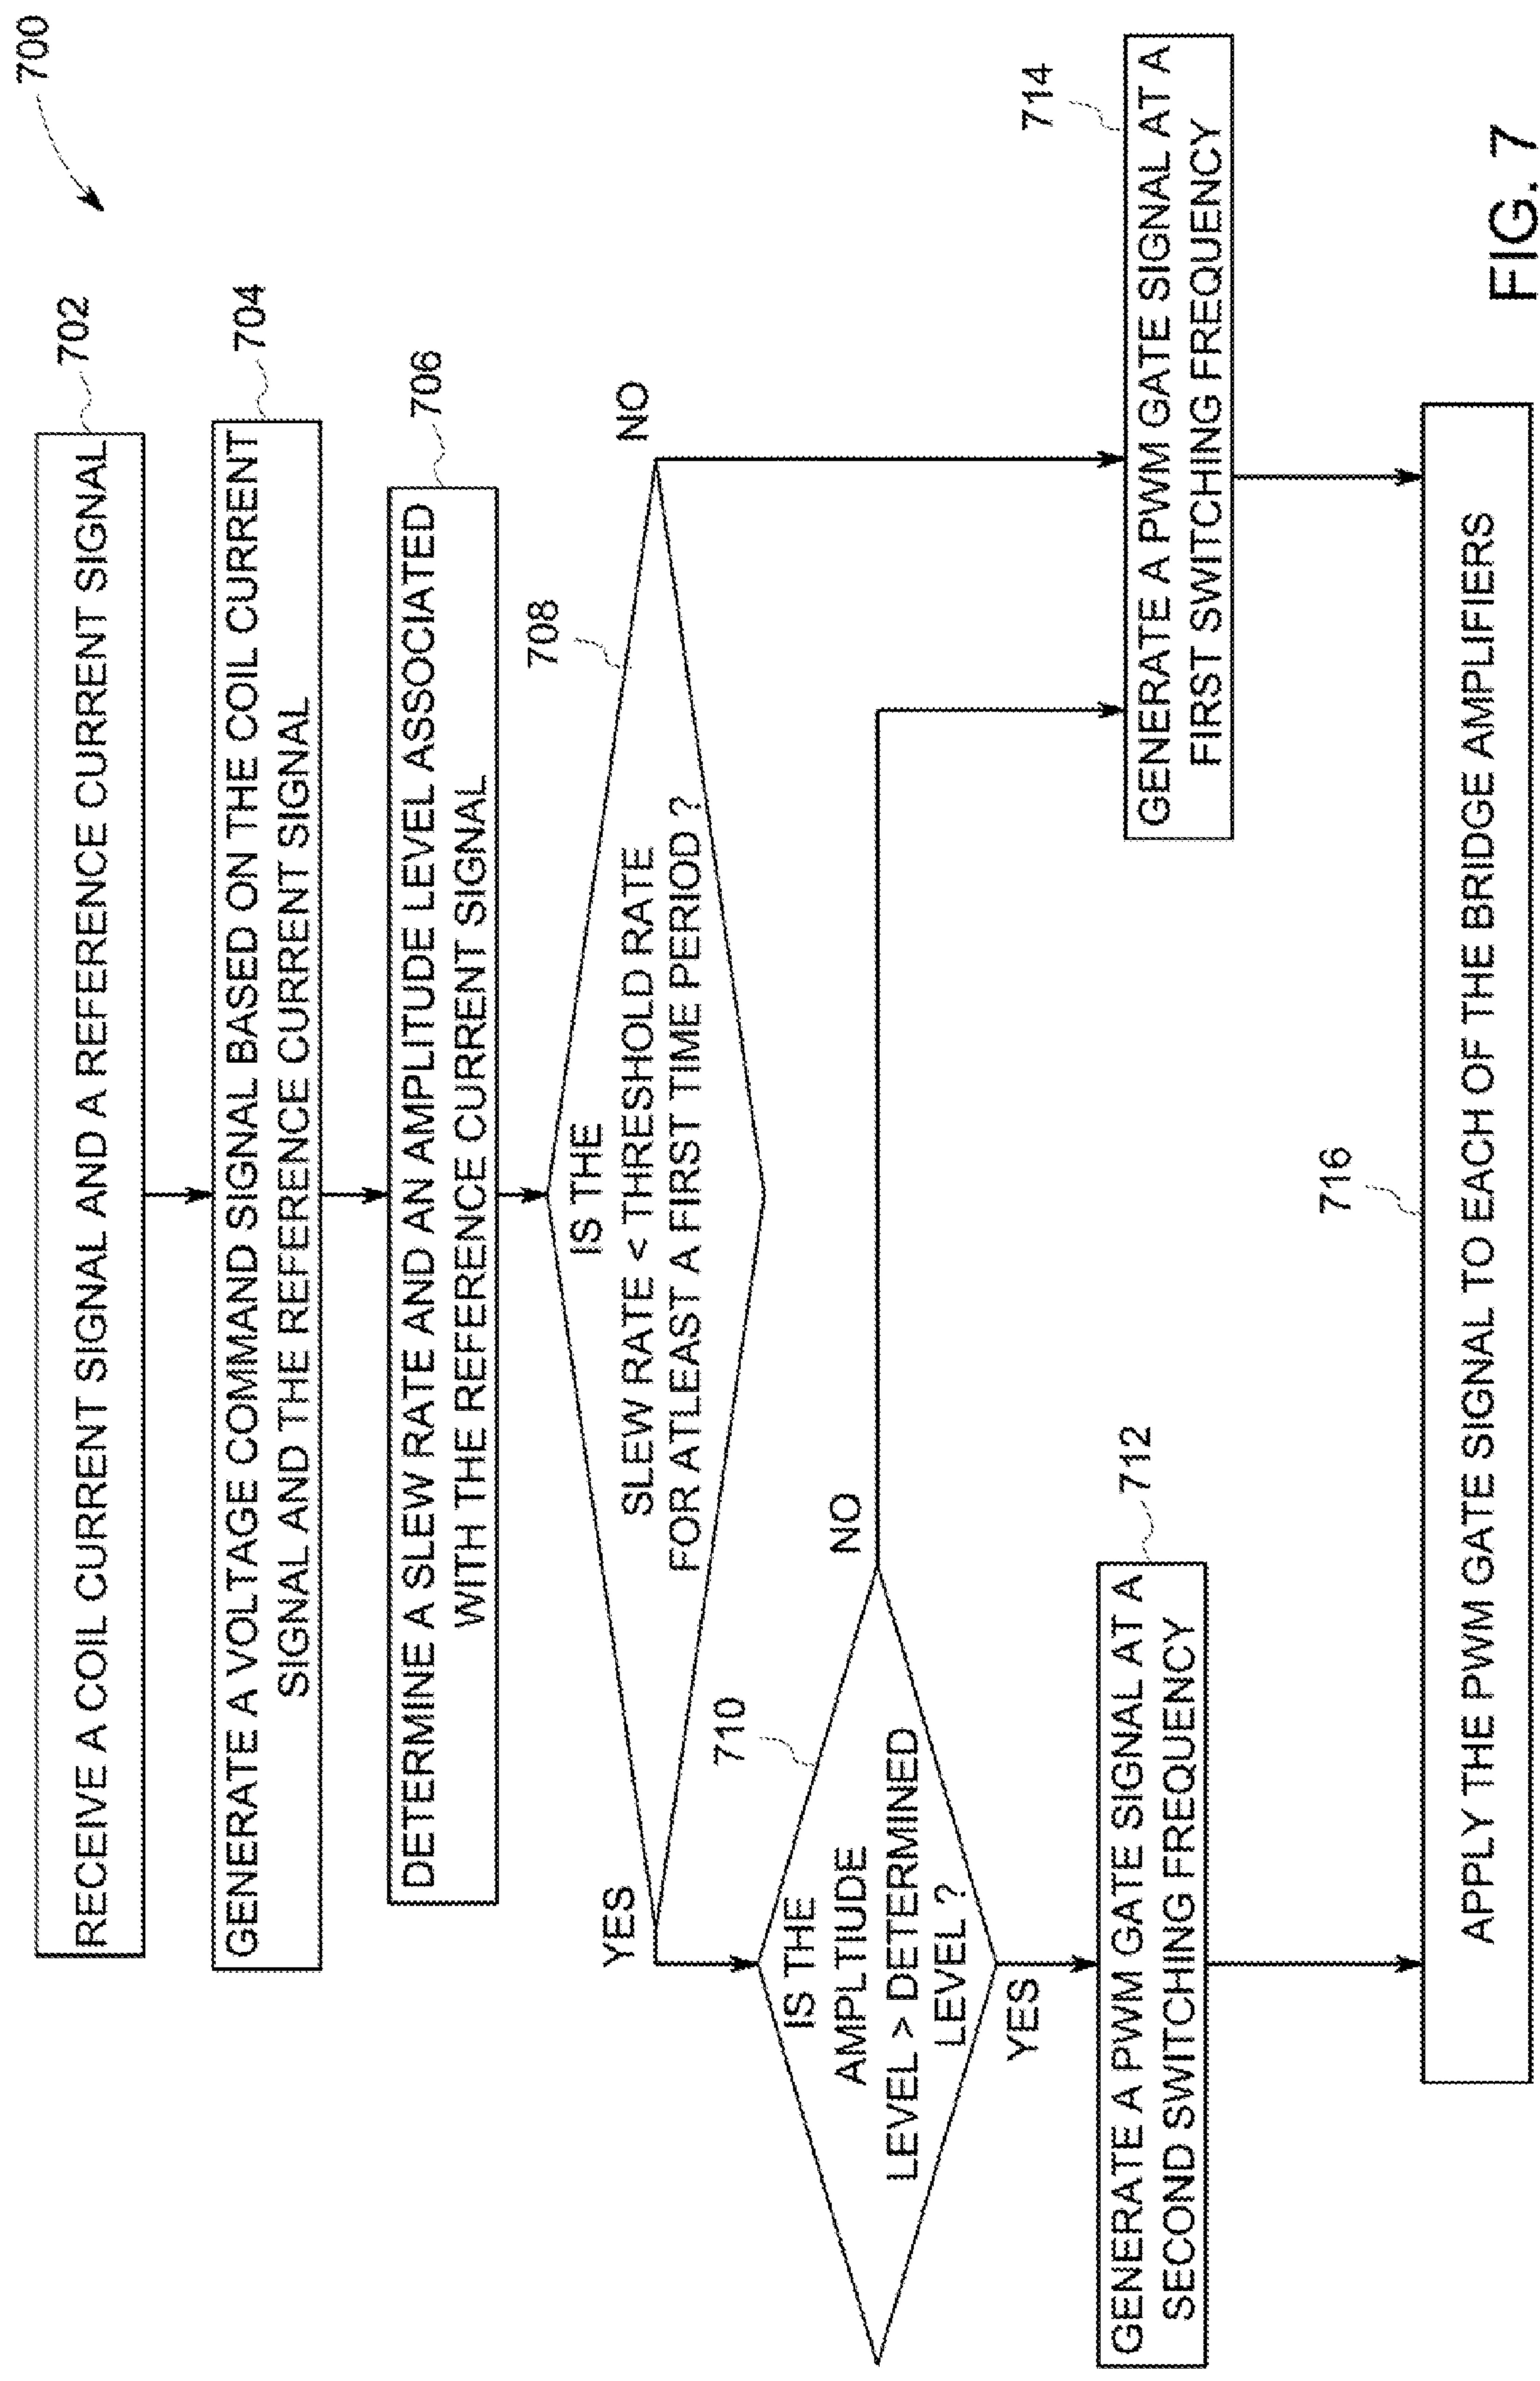 700
702
RECEIVE A COIL CURRENT SIGNAL AND A REFERENCE CURRENT SIGNAL
704
GENERATE A VOLTAGE COMMAND SIGNAL BASED ON THE COIL CURRENT
SIGNAL AND THE REFERENCE CURRENT SIGNAL
706
DETERMINE A SLEW RATE AND AN AMPLITUDE LEVEL ASSOCIATED
WITH THE REFERENCE CURRENT SIGNAL
708
IS THE
SLEW RATE < THRESHOLD RATE
FOR ATLEAST A FIRST TIME PERIOD ?
YES
NO
710
IS THE
AMPLTIUDE
LEVEL > DETERMINED
LEVEL ?
NO
YES
712
GENERATE A PWM GATE SIGNAL AT A
SECOND SWITCHING FREQUENCY
714
GENERATE A PWM GATE SIGNAL AT A
FIRST SWITCHING FREQUENCY
716
APPLY THE PWM GATE SIGNAL TO EACH OF THE BRIDGE AMPLIFIERS
FIG. 7